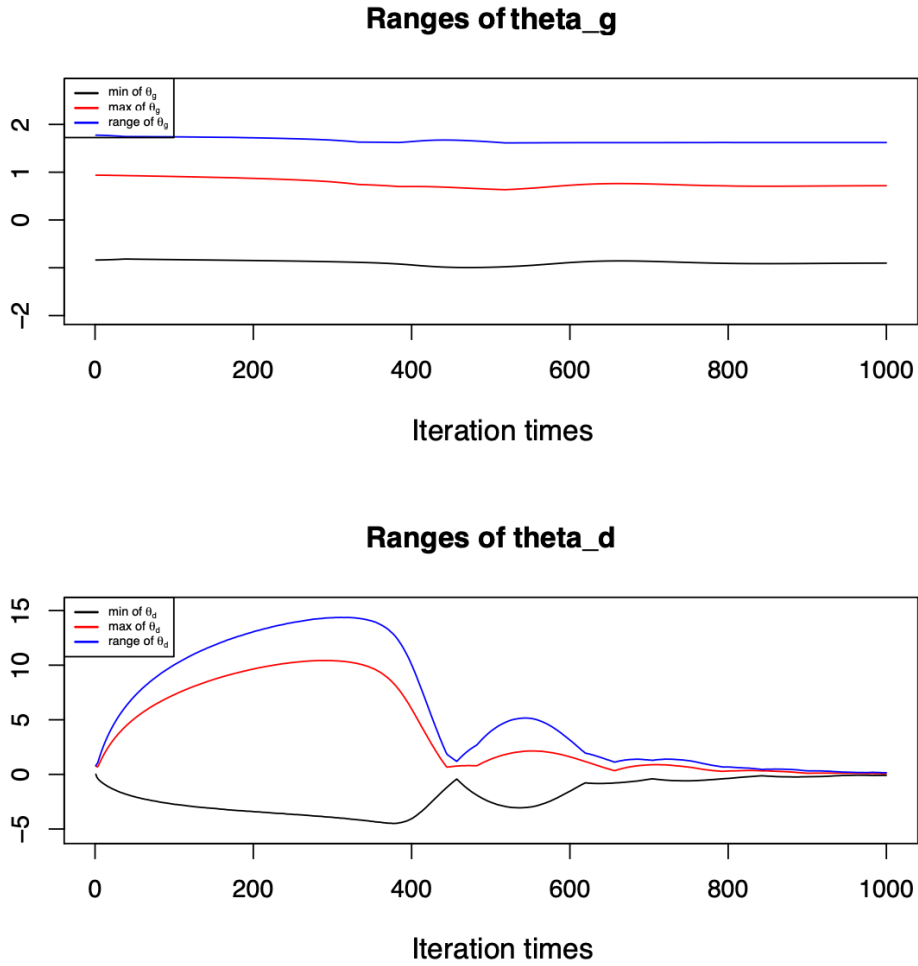 Ranges of theta_g
min of θg
max of θg
range of θg
2
1
0
−2
0 200 400 600 800 1000
Iteration times
Ranges of theta_d
min of θd
max of θd
range of θd
15
10
5
0
−5
0 200 400 600 800 1000
Iteration times